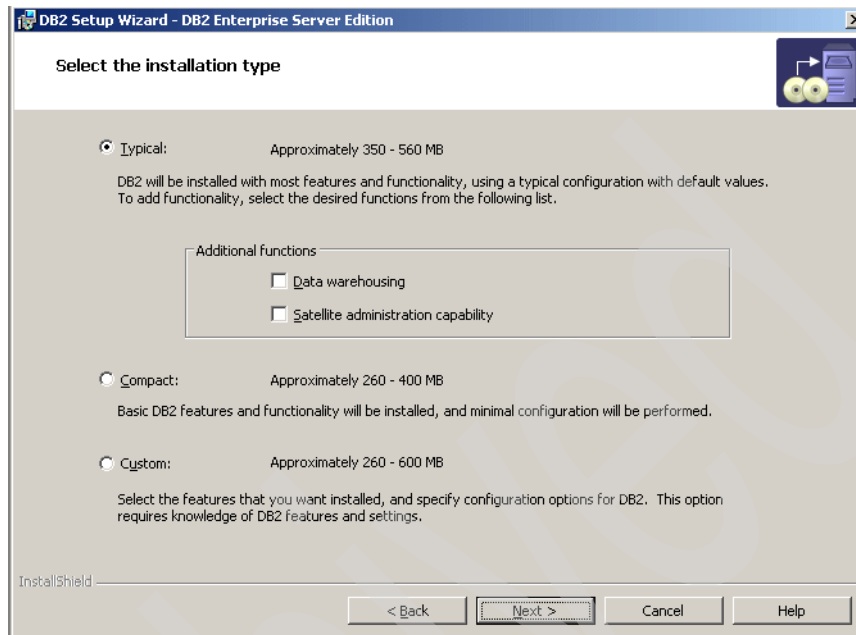 DB2 Setup Wizard - DB2 Enterprise Server Edition
Select the installation type
Typical: Approximately 350 - 560 MB
DB2 will be installed with most features and functionality, using a typical configuration with default values.
To add functionality, select the desired functions from the following list.
Additional functions
Data warehousing
Satellite administration capability
Compact: Approximately 260 - 400 MB
Basic DB2 features and functionality will be installed, and minimal configuration will be performed.
Custom: Approximately 260 - 600 MB
Select the features that you want installed, and specify configuration options for DB2. This option
requires knowledge of DB2 features and settings.
InstallShield
< Back Next > Cancel Help